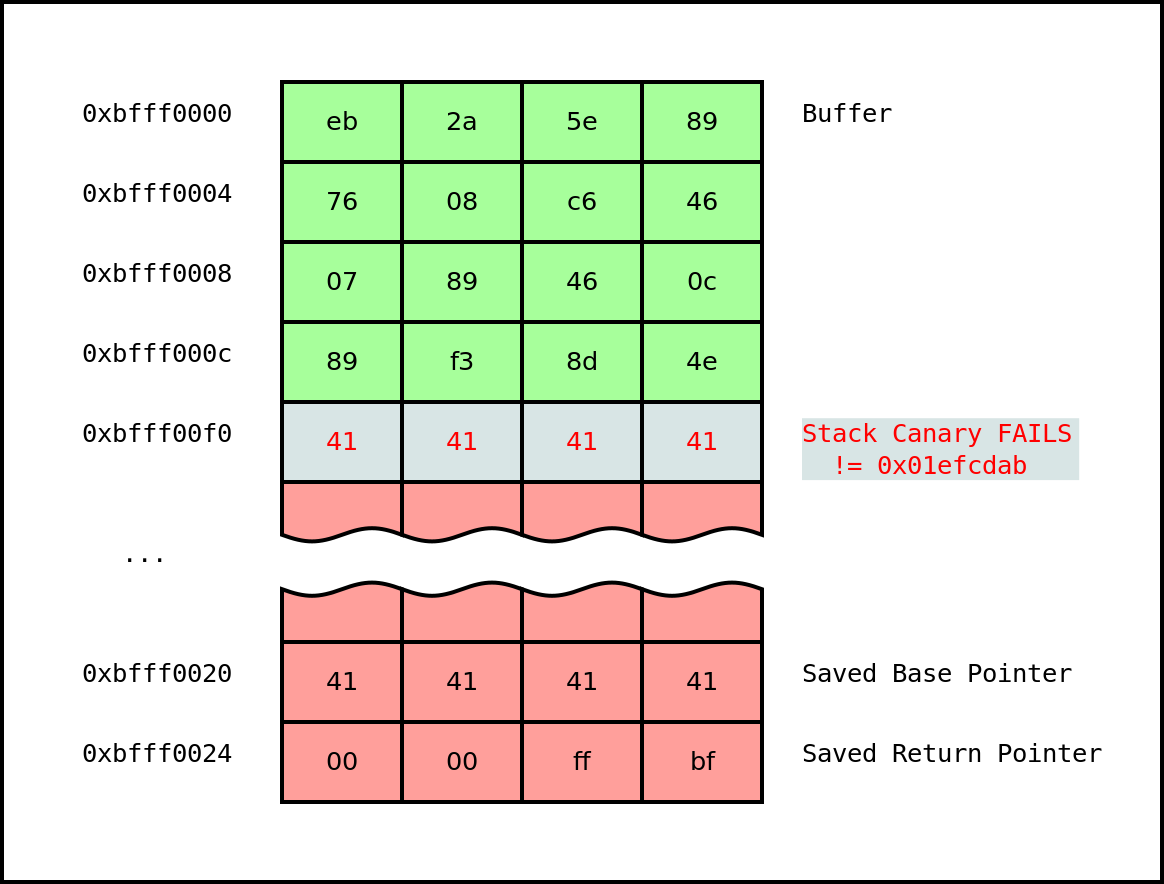 0xbfff0000 eb 2a 5e 89 Buffer
0xbfff0004 76 08 c6 46
0xbfff0008 07 89 46 0c
0xbfff000c 89 f3 8d 4e
0xbfff00f0 41 41 41 41 Stack Canary FAILS
!= 0x01efcdab
...
0xbfff0020 41 41 41 41 Saved Base Pointer
0xbfff0024 00 00 ff bf Saved Return Pointer